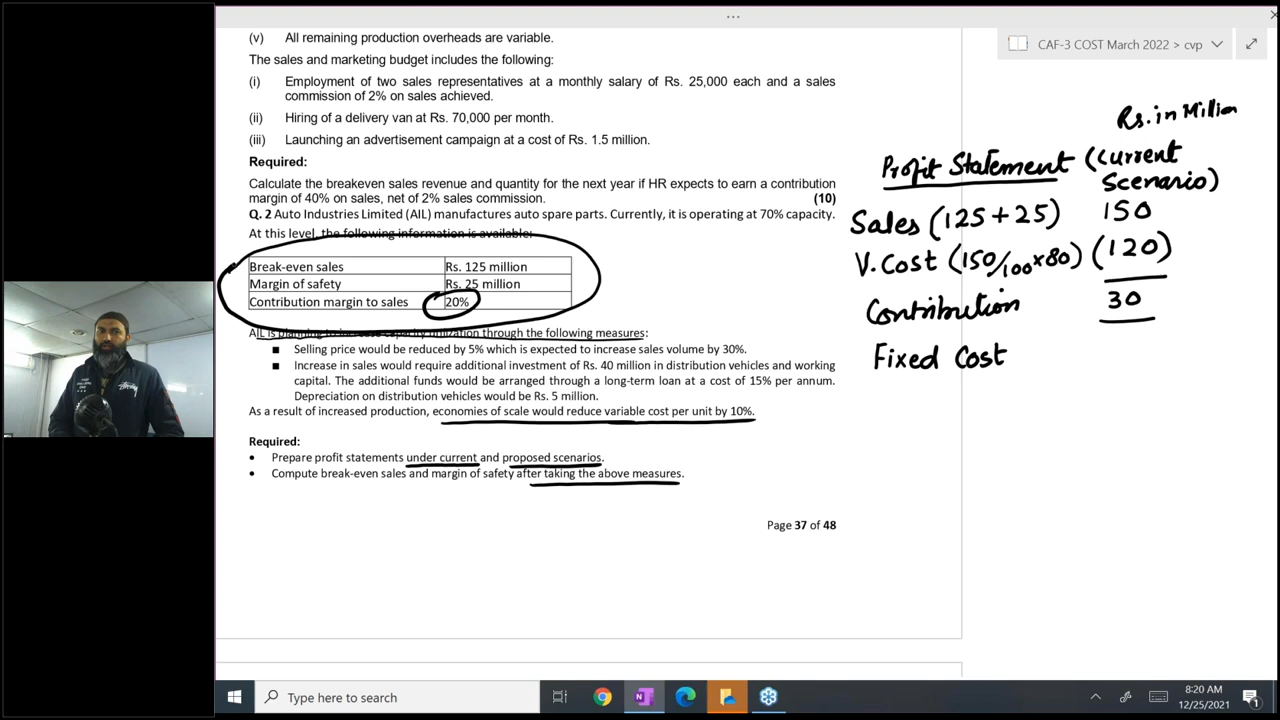 (v) All remaining production overheads are variable.
The sales and marketing budget includes the following:
(i) Employment of two sales representatives at a monthly salary of Rs. 25,000 each and a sales
commission of 2% on sales achieved.
(ii) Hiring of a delivery van at Rs. 70,000 per month.
(iii) Launching an advertisement campaign at a cost of Rs. 1.5 million.
Required:
Calculate the breakeven sales revenue and quantity for the next year if HR expects to earn a contribution
margin of 40% on sales, net of 2% sales commission. (10)
Q. 2 Auto Industries Limited (AIL) manufactures auto spare parts. Currently, it is operating at 70% capacity.
At this level, the following information is available:
Break-even sales Rs. 125 million
Margin of safety Rs. 25 million
Contribution margin to sales 20%
AIL is planning to increase capacity utilization through the following measures:
■ Selling price would be reduced by 5% which is expected to increase sales volume by 30%.
■ Increase in sales would require additional investment of Rs. 40 million in distribution vehicles and working
capital. The additional funds would be arranged through a long-term loan at a cost of 15% per annum.
Depreciation on distribution vehicles would be Rs. 5 million.
As a result of increased production, economies of scale would reduce variable cost per unit by 10%.
Required:
• Prepare profit statements under current and proposed scenarios.
• Compute break-even sales and margin of safety after taking the above measures.
Page 37 of 48
CAF-3 COST March 2022 > cvp
Rs. in Million
Profit Statement (Current
Scenario)
Sales (125+25) 150
V. Cost (150/100×80) (120)
Contribution 30
Fixed Cost
STUSSY
Type here to search
8:20 AM
12/25/2021
1